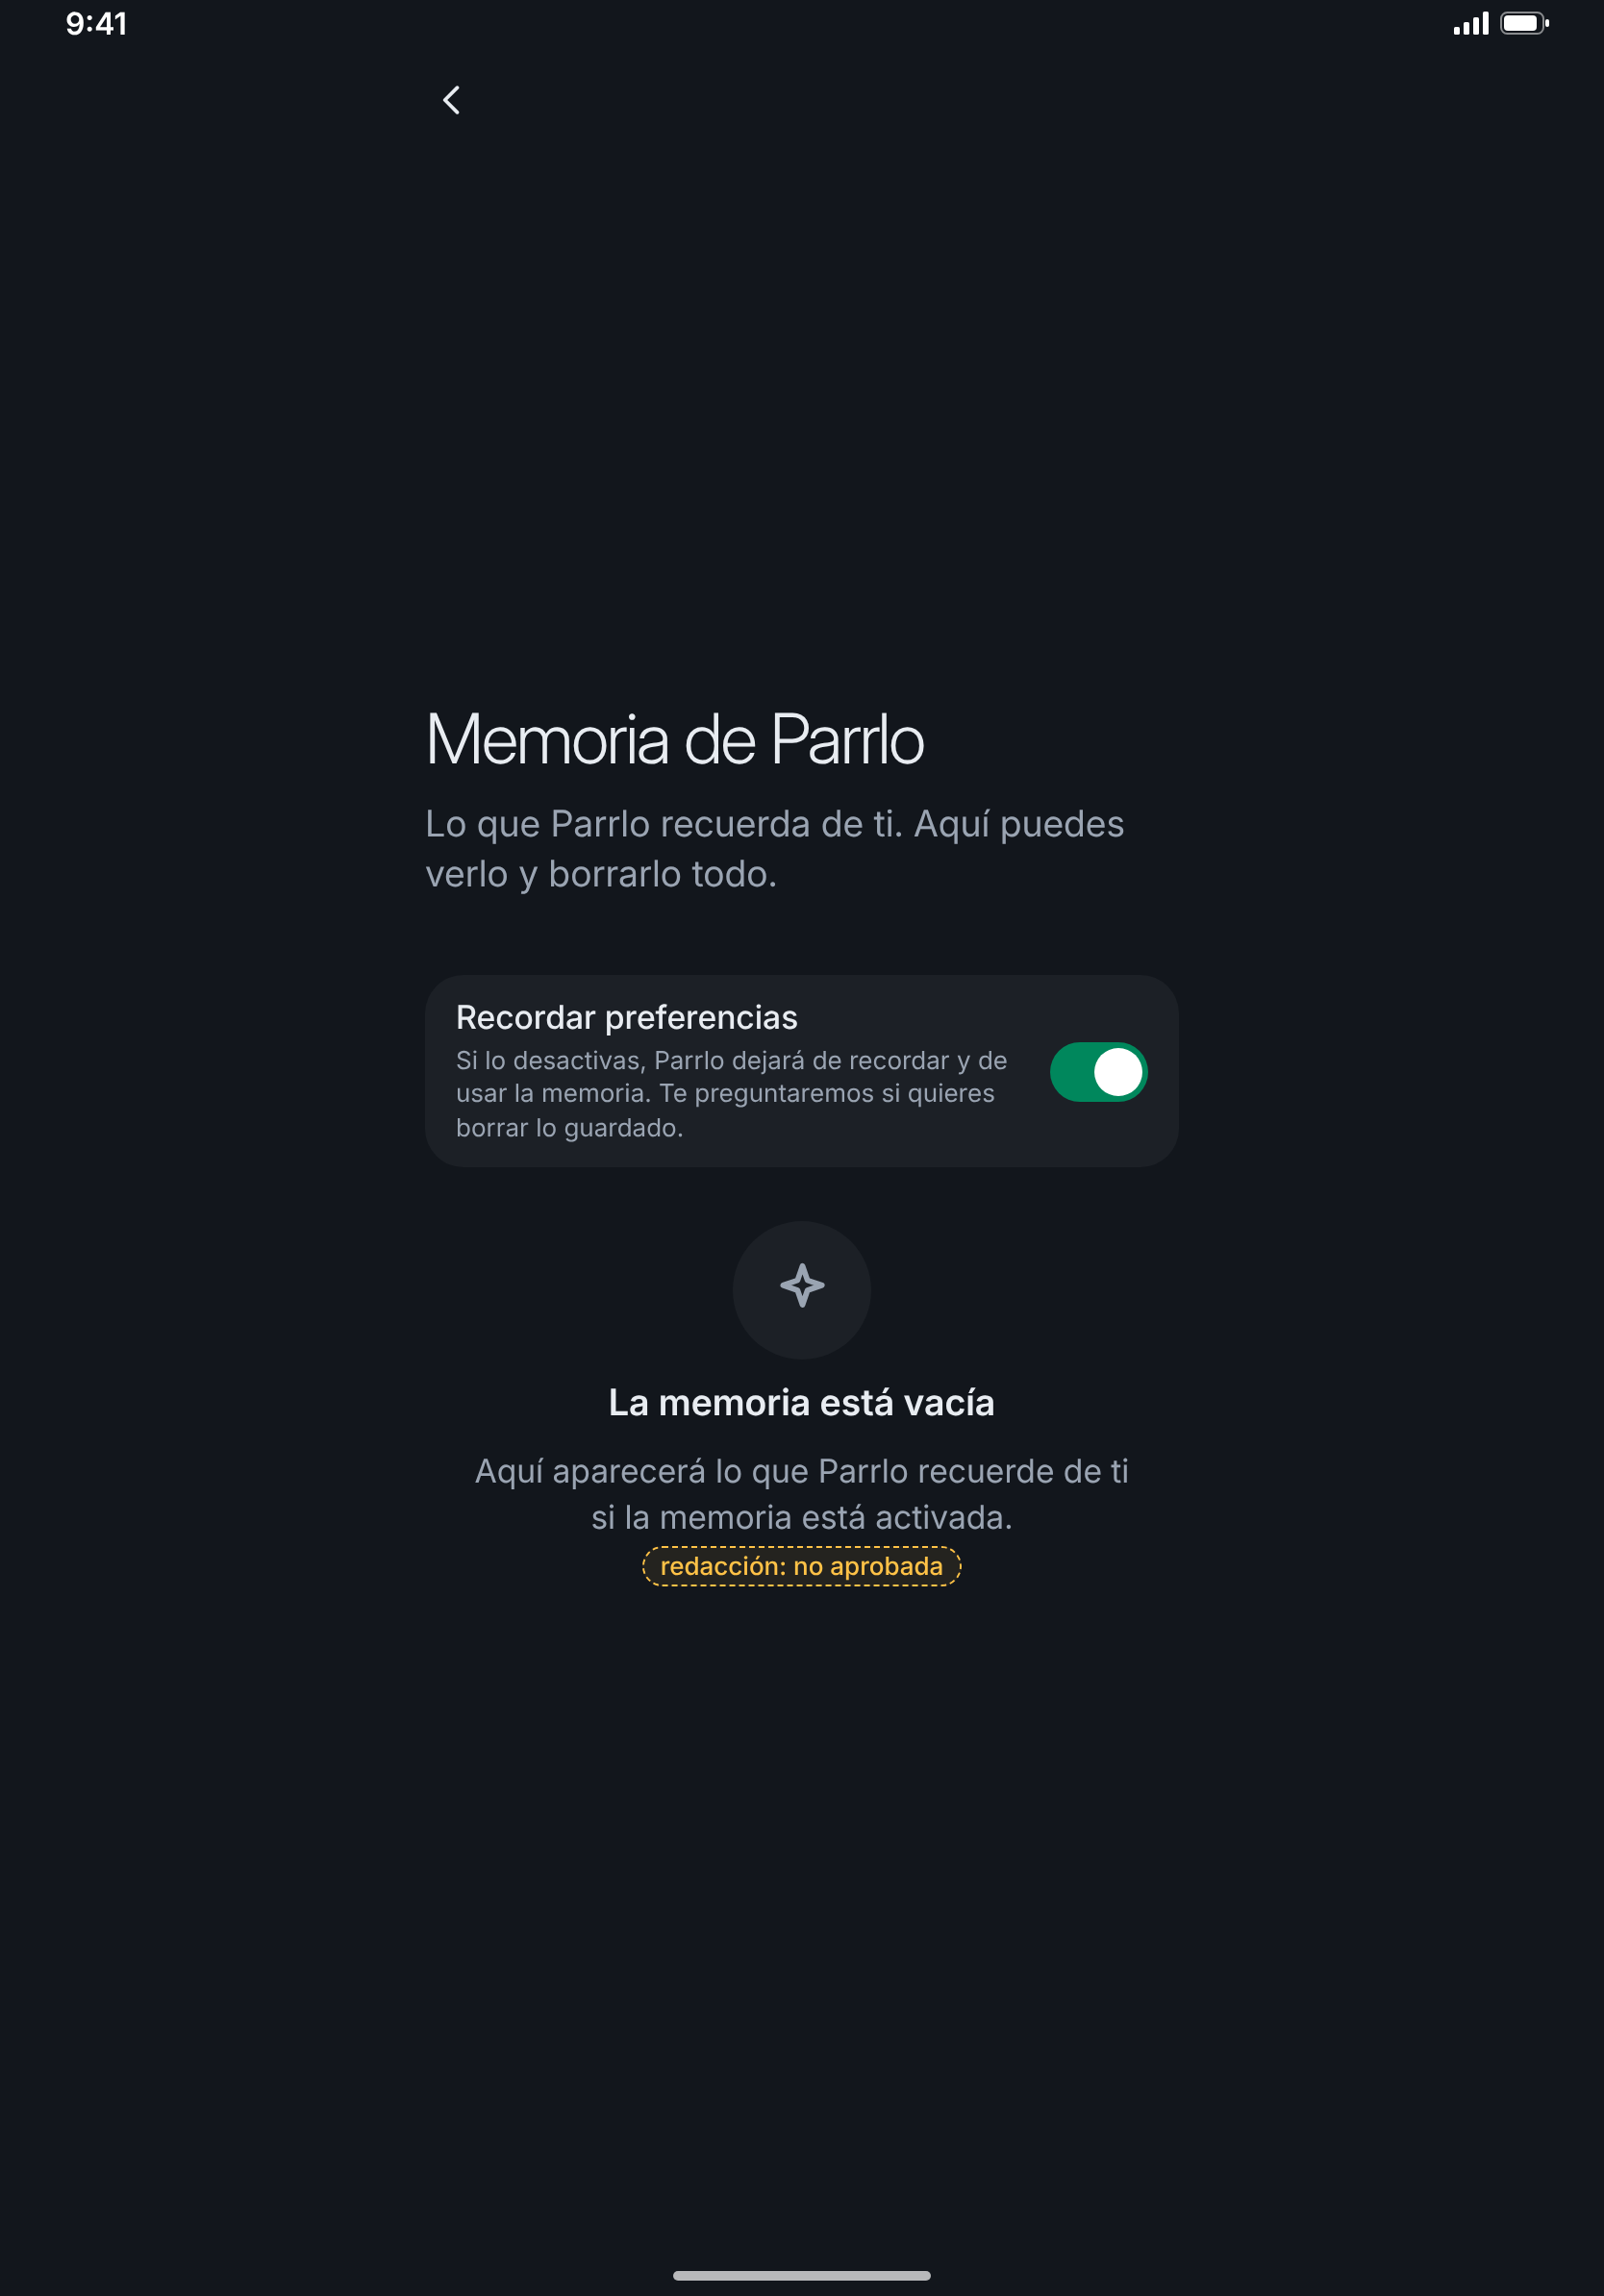 9:41
Memoria de Parrlo
Lo que Parrlo recuerda de ti. Aquí puedes
verlo y borrarlo todo.
Recordar preferencias
Si lo desactivas, Parrlo dejará de recordar y de
usar la memoria. Te preguntaremos si quieres
borrar lo guardado.
La memoria está vacía
Aquí aparecerá lo que Parrlo recuerde de ti
si la memoria está activada.
redacción: no aprobada